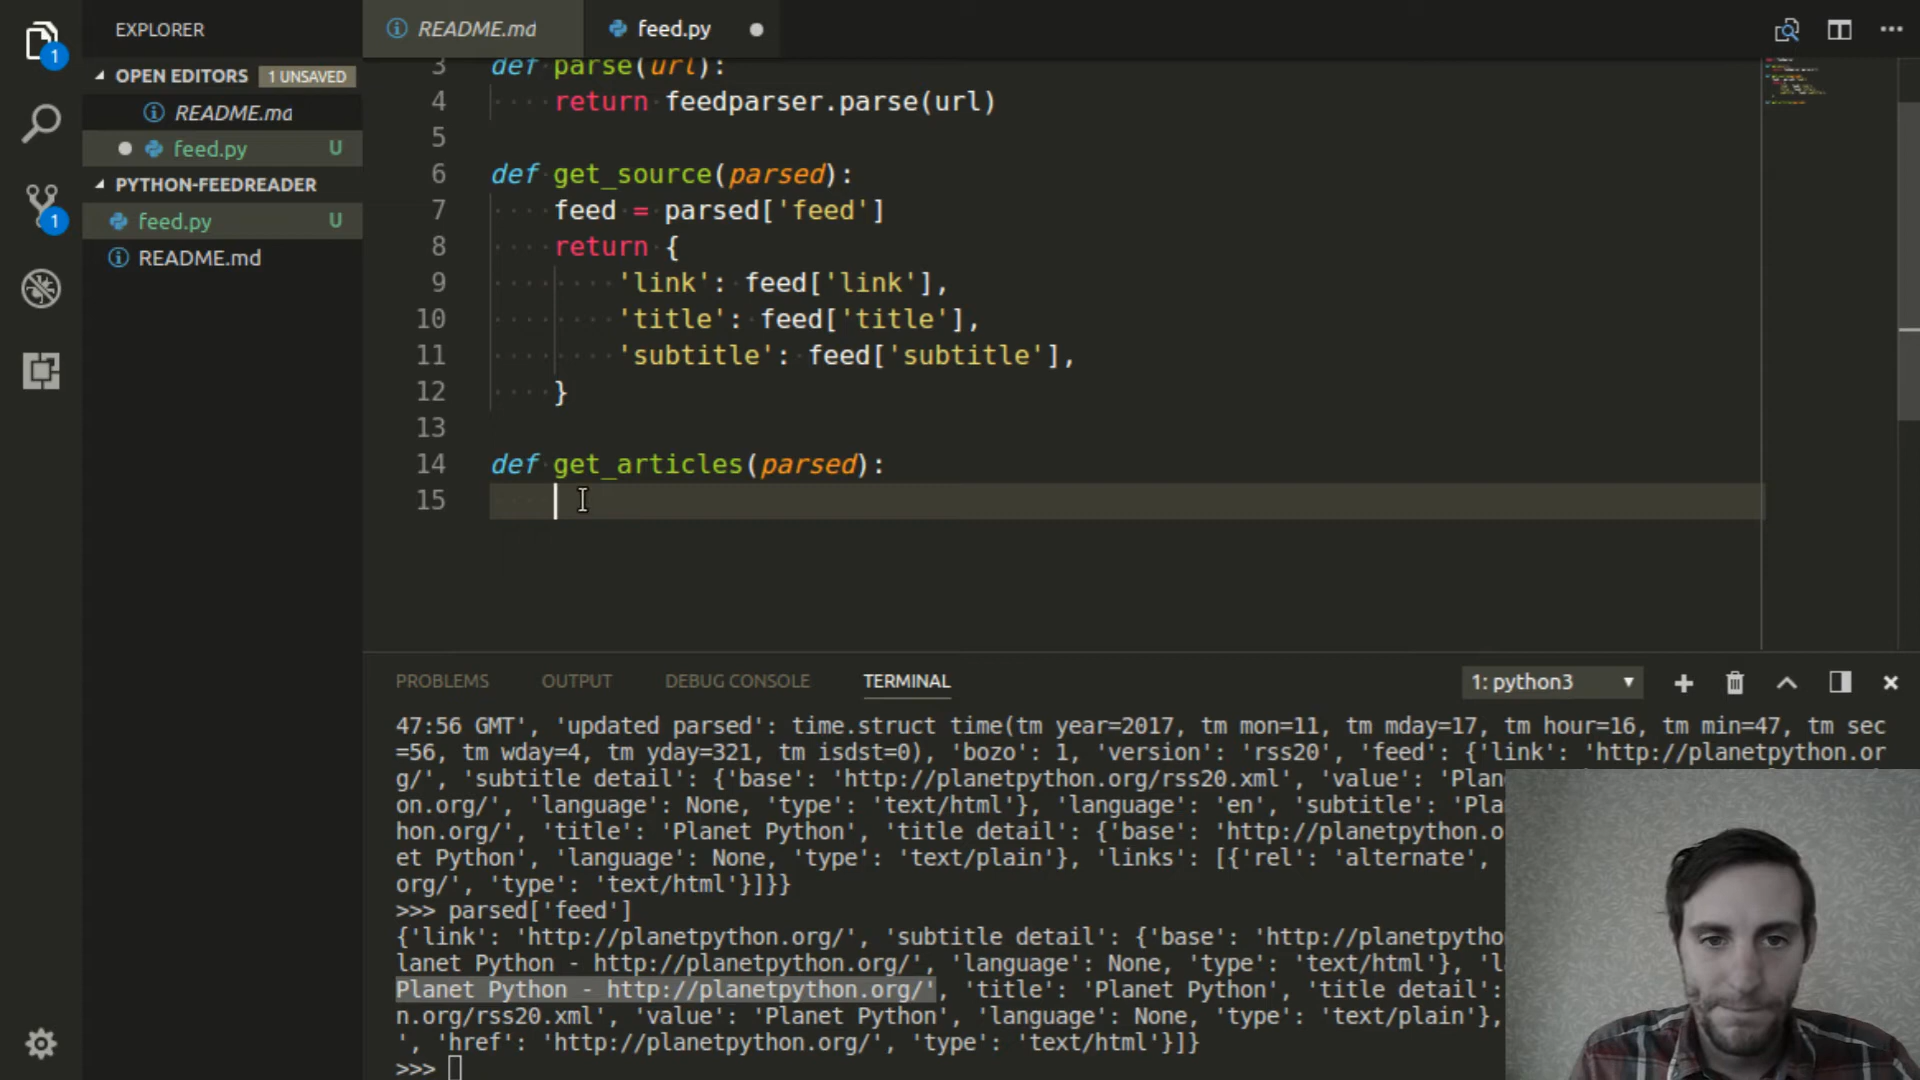 EXPLORER
OPEN EDITORS 1 UNSAVED
README.md
feed.py U
PYTHON-FEEDREADER
feed.py U
README.md
1
1
README.md
feed.py
3 def parse(url):
4 return feedparser.parse(url)
5
6 def get_source(parsed):
7 feed = parsed['feed']
8 return {
9 'link': feed['link'],
10 'title': feed['title'],
11 'subtitle': feed['subtitle'],
12 }
13
14 def get_articles(parsed):
15
PROBLEMS OUTPUT DEBUG CONSOLE TERMINAL 1: python3
47:56 GMT', 'updated parsed': time.struct time(tm year=2017, tm mon=11, tm mday=17, tm hour=16, tm min=47, tm sec
=56, tm wday=4, tm yday=321, tm isdst=0), 'bozo': 1, 'version': 'rss20', 'feed': {'link': 'http://planetpython.or
g/', 'subtitle detail': {'base': 'http://planetpython.org/rss20.xml', 'value': 'Pl
on.org/', 'language': None, 'type': 'text/html'}, 'language': 'en', 'subtitle': 'Pl
hon.org/', 'title': 'Planet Python', 'title detail': {'base': 'http://planetpython.o
et Python', 'language': None, 'type': 'text/plain'}, 'links': [{'rel': 'alternate',
org/', 'type': 'text/html'}]}}
>>> parsed['feed']
{'link': 'http://planetpython.org/', 'subtitle detail': {'base': 'http://planetpytho
lanet Python - http://planetpython.org/', 'language': None, 'type': 'text/html'}, 'l
Planet Python - http://planetpython.org/', 'title': 'Planet Python', 'title detail':
n.org/rss20.xml', 'value': 'Planet Python', 'language': None, 'type': 'text/plain'},
', 'href': 'http://planetpython.org/', 'type': 'text/html'}]}
>>>